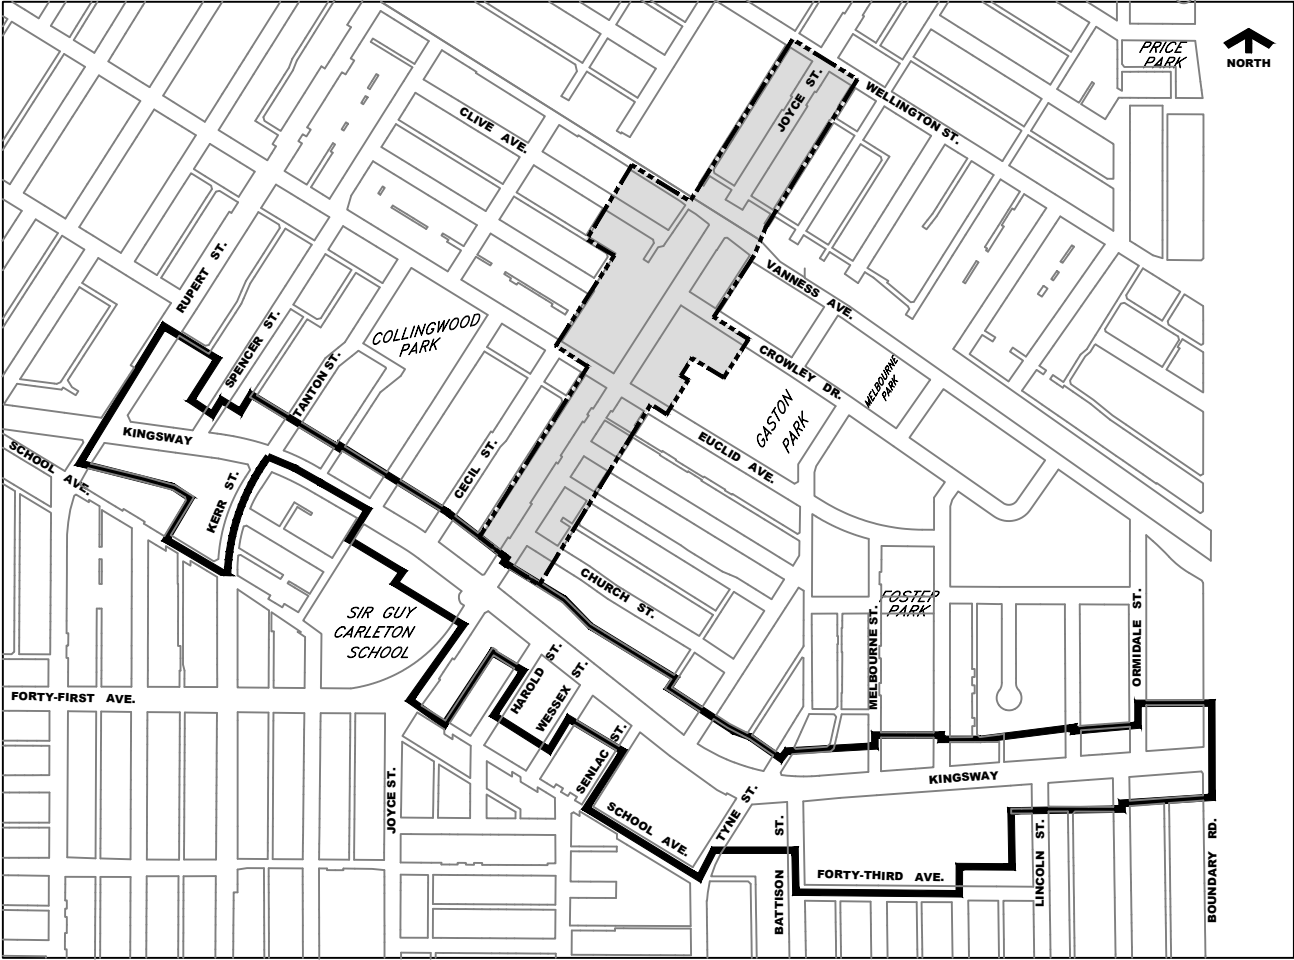 PRICE
PARK
NORTH
JOYCE ST.
WELLINGTON ST.
CLIVE AVE.
RUPERT ST.
VANNESS AVE.
COLLINGWOOD
PARK
SPENCER ST.
TANTON ST.
CROWLEY DR.
MELBOURNE
PARK
GASTON
PARK
KINGSWAY
SCHOOL AVE.
EUCLID AVE.
CECIL ST.
KERR ST.
CHURCH ST.
FOSTER
PARK
SIR GUY
CARLETON
SCHOOL
MELBOURNE ST.
ORMIDALE ST.
FORTY-FIRST AVE.
HAROLD ST.
WESSEX ST.
SENLAC ST.
KINGSWAY
JOYCE ST.
SCHOOL AVE.
TYNE ST.
BATTISON ST.
FORTY-THIRD AVE.
LINCOLN ST.
BOUNDARY RD.